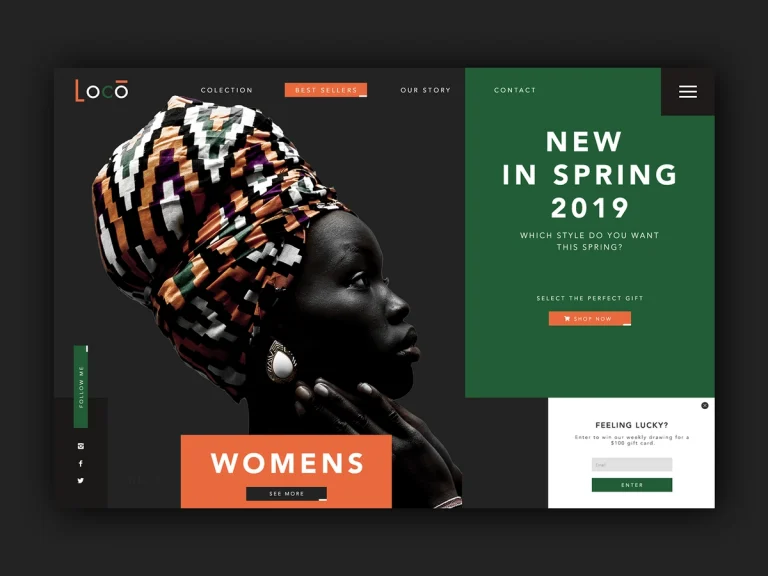 Locō
COLECTION
BEST SELLERS
OUR STORY
CONTACT
NEW
IN SPRING
2019
WHICH STYLE DO YOU WANT
THIS SPRING?
SELECT THE PERFECT GIFT
SHOP NOW
FOLLOW ME
WOMENS
SEE MORE
FEELING LUCKY?
Enter to win our weekly drawing for a
$100 gift card.
ENTER